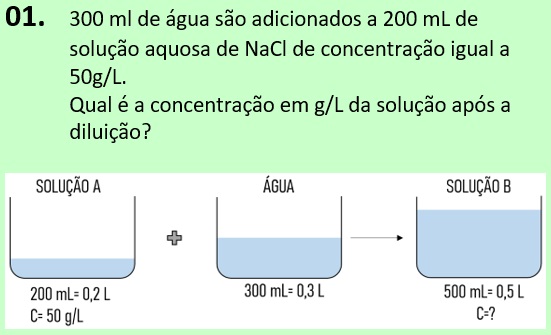 01. 300 ml de água são adicionados a 200 mL de
solução aquosa de NaCl de concentração igual a
50g/L.
Qual é a concentração em g/L da solução após a
diluição?
SOLUÇÃO A
ÁGUA
SOLUÇÃO B
200 mL= 0,2 L
C= 50 g/L
300 mL= 0,3 L
500 mL= 0,5 L
C=?